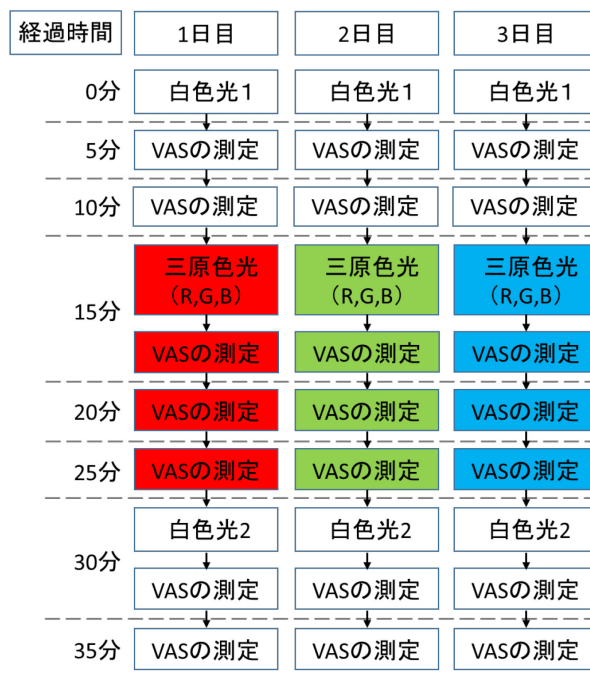 経過時間 1日目 2日目 3日目
0分 白色光1 白色光1 白色光1
5分 VASの測定 VASの測定 VASの測定
10分 VASの測定 VASの測定 VASの測定
15分
三原色光 三原色光 三原色光
(R,G,B) (R,G,B) (R,G,B)
VASの測定 VASの測定 VASの測定
20分 VASの測定 VASの測定 VASの測定
25分 VASの測定 VASの測定 VASの測定
30分
白色光2 白色光2 白色光2
VASの測定 VASの測定 VASの測定
35分 VASの測定 VASの測定 VASの測定